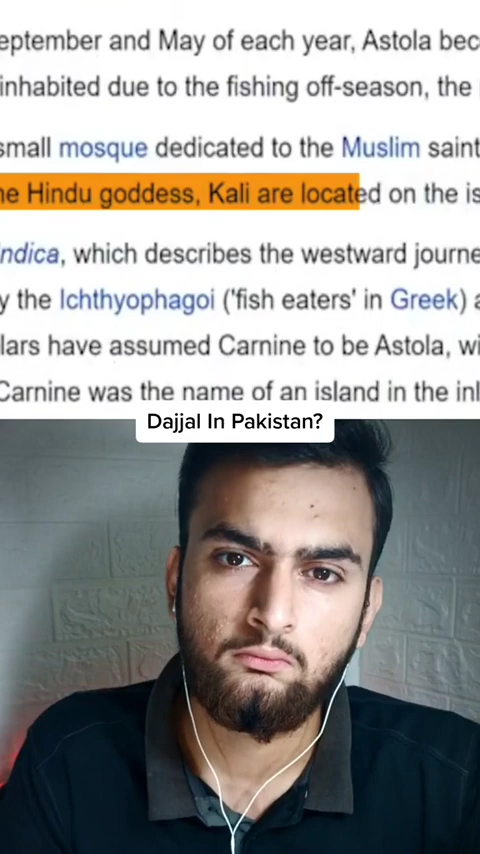 eptember and May of each year, Astola bec
inhabited due to the fishing off-season, the
small mosque dedicated to the Muslim saint
ne Hindu goddess, Kali are located on the is
Indica, which describes the westward journe
y the Ichthyophagoi ('fish eaters' in Greek) a
lars have assumed Carnine to be Astola, wi
Carnine was the name of an island in the inl
Dajjal In Pakistan?